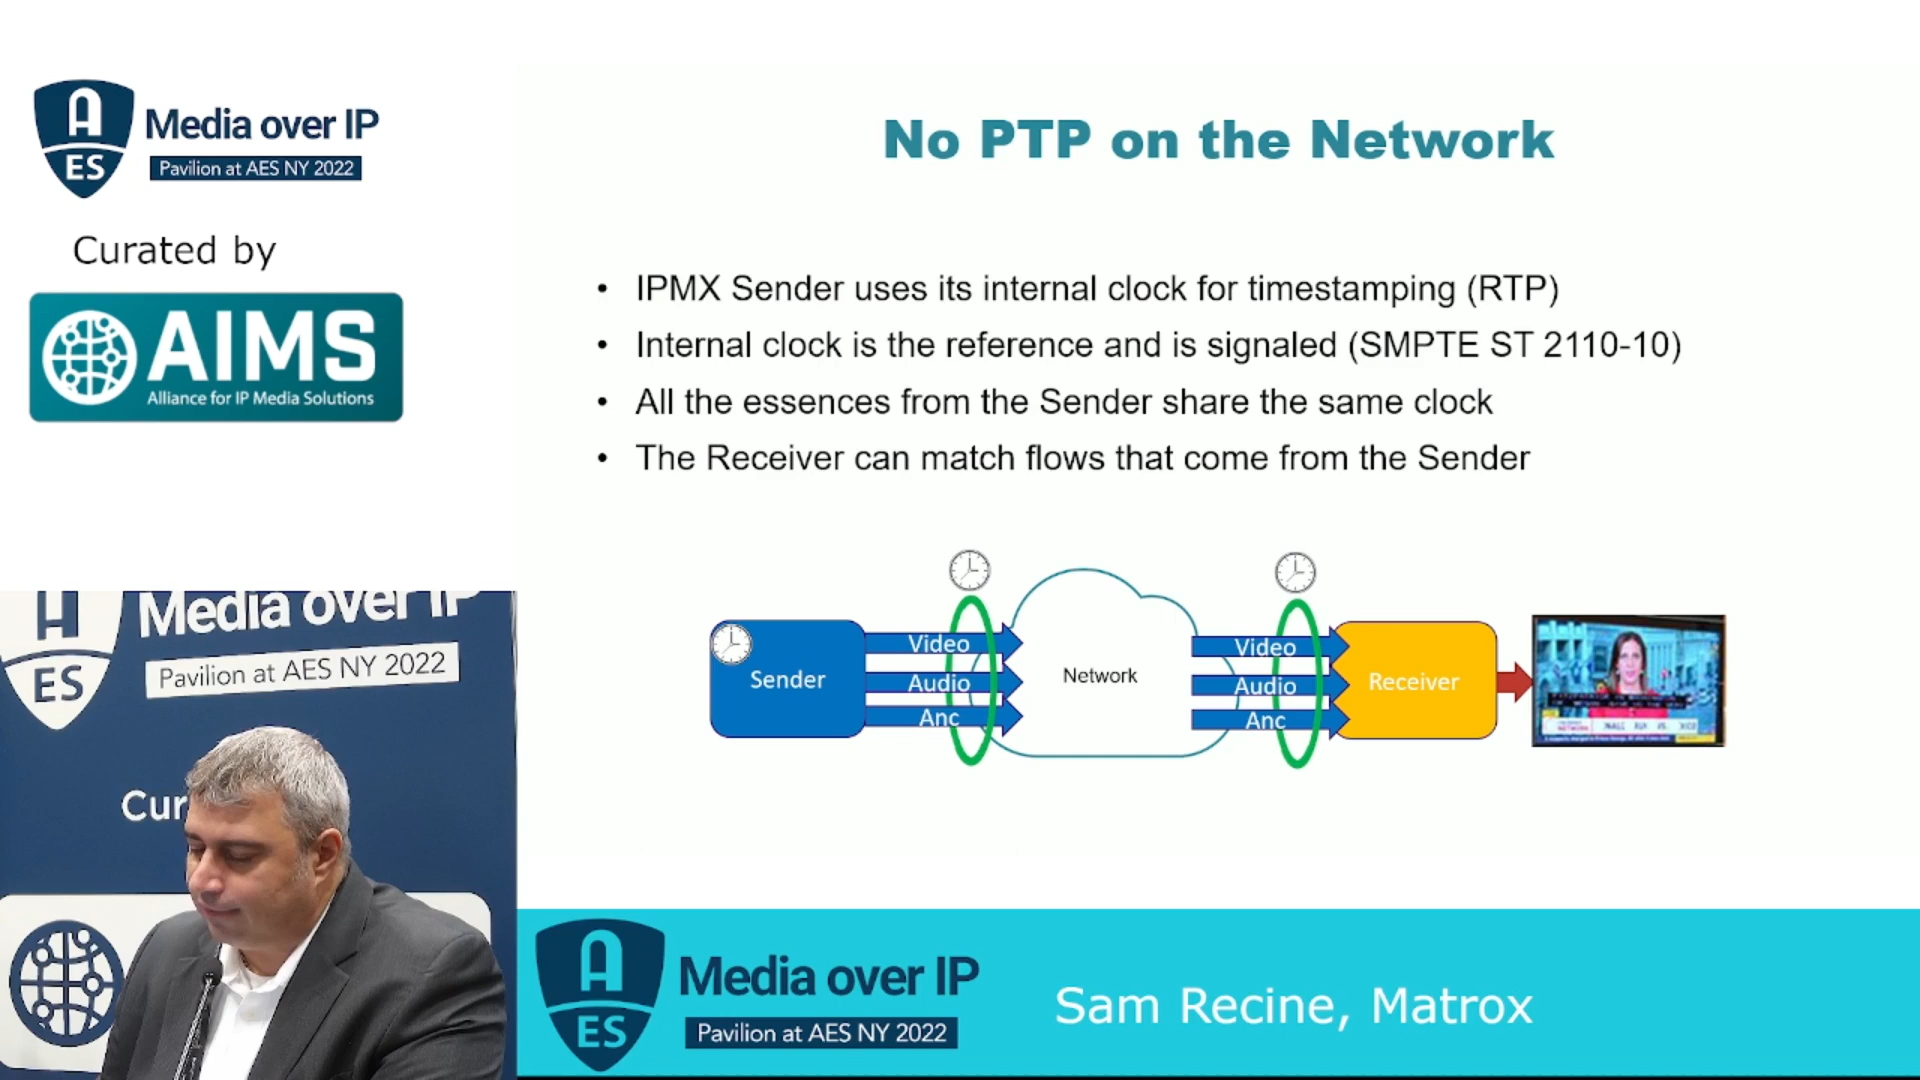 A
ES
Media over IP
Pavilion at AES NY 2022
Curated by
AIMS
Alliance for IP Media Solutions
No PTP on the Network
• IPMX Sender uses its internal clock for timestamping (RTP)
• Internal clock is the reference and is signaled (SMPTE ST 2110-10)
• All the essences from the Sender share the same clock
• The Receiver can match flows that come from the Sender
Sender
Video
Audio
Anc
Network
Video
Audio
Anc
Receiver
A
ES
Media over IP
Pavilion at AES NY 2022
Cur
A
ES
Media over IP
Pavilion at AES NY 2022
Sam Recine, Matrox